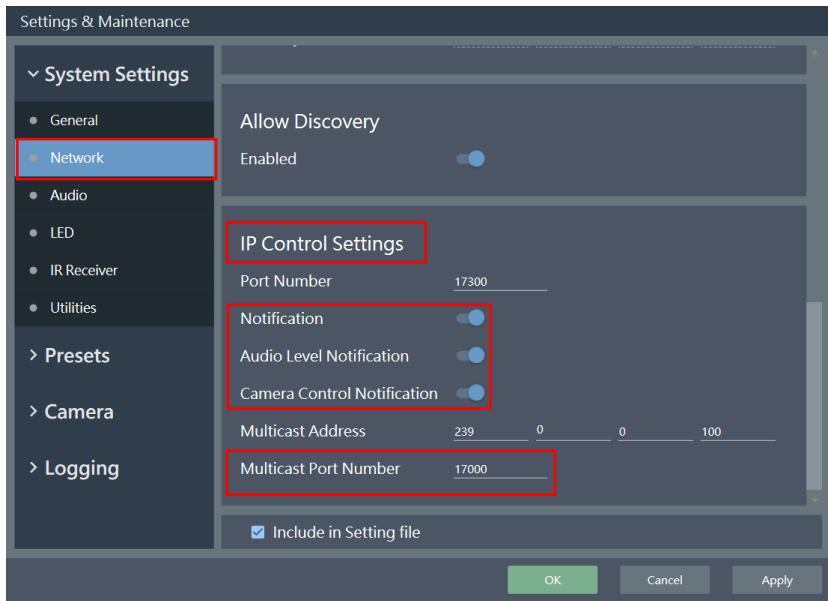 Settings & Maintenance
System Settings
General
Network
Audio
LED
IR Receiver
Utilities
Presets
Camera
Logging
Allow Discovery
Enabled
IP Control Settings
Port Number 17300
Notification
Audio Level Notification
Camera Control Notification
Multicast Address 239 0 0 100
Multicast Port Number 17000
Include in Setting file
OK Cancel Apply